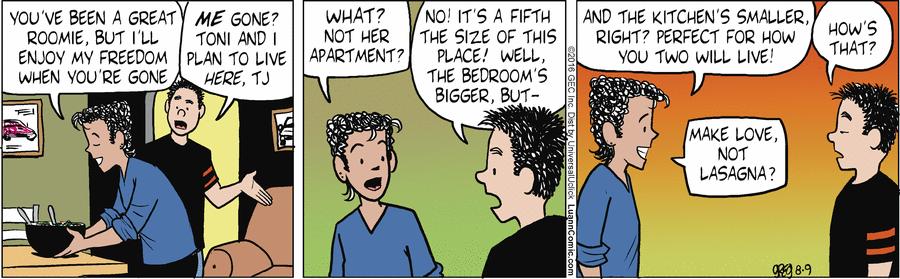 YOU'VE BEEN A GREAT
ROOMIE, BUT I'LL
ENJOY MY FREEDOM
WHEN YOU'RE GONE
ME GONE?
TONI AND I
PLAN TO LIVE
HERE, TJ
WHAT?
NOT HER
APARTMENT?
NO! IT'S A FIFTH
THE SIZE OF THIS
PLACE! WELL,
THE BEDROOM'S
BIGGER, BUT-
©2016 GEC Inc. Dist by UniversalUclick LuannComic.com
AND THE KITCHEN'S SMALLER,
RIGHT? PERFECT FOR HOW
YOU TWO WILL LIVE!
HOW'S
THAT?
MAKE LOVE,
NOT
LASAGNA?
GREG 8-9